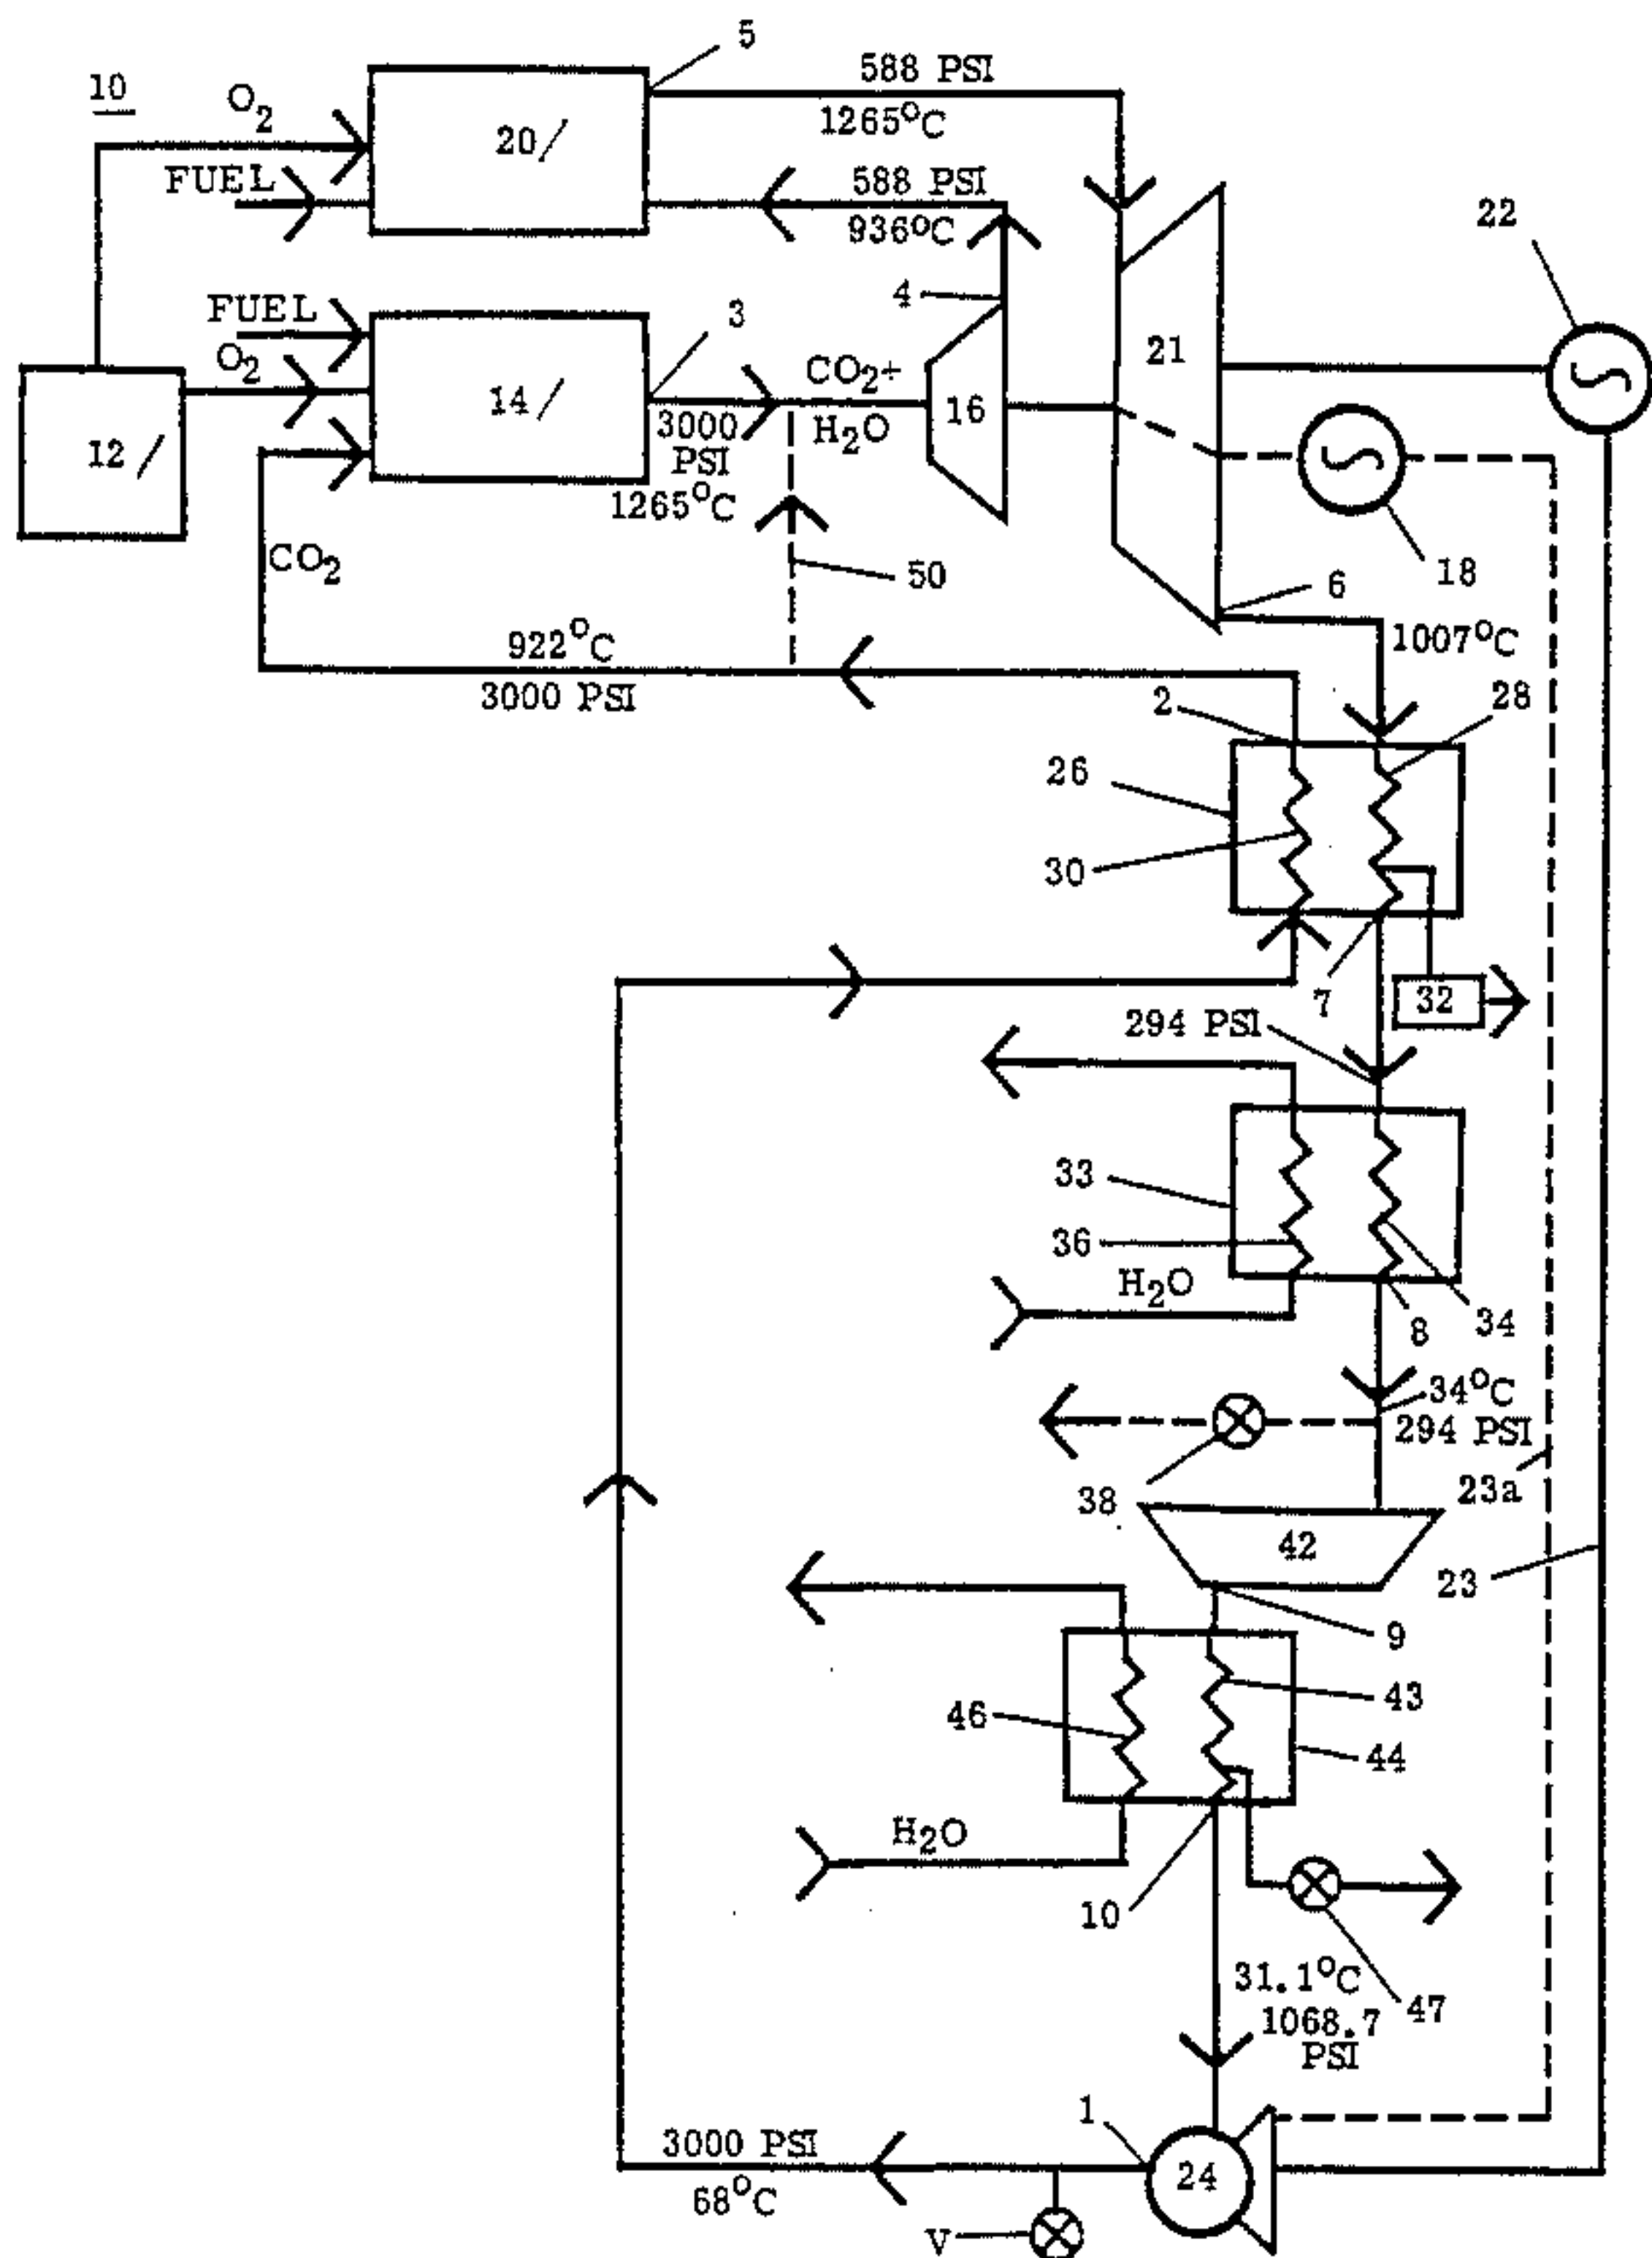 5
588 PSI
1265°C
10
O2
20/
FUEL
588 PSI
936°C
22
FUEL
3
4
21
O2
CO2+
14/
16
H2O
3000
PSI
1265°C
12/
CO2
50
18
6
922°C
3000 PSI
1007°C
2
28
26
30
7
32
294 PSI
33
36
H2O
8
34
34°C
294 PSI
38
23a
42
23
9
43
46
44
H2O
10
31.1°C
1068.7
PSI
47
1
3000 PSI
68°C
24
V